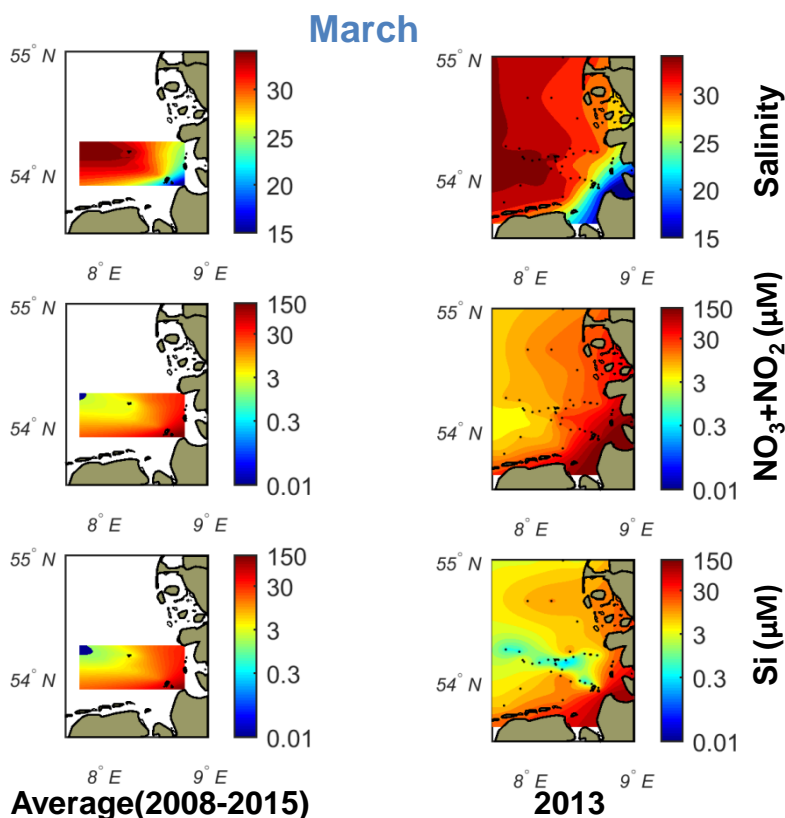 March
55° N
54° N
30
25
20
15
8° E
9° E
55° N
54° N
30
25
20
15
8° E
9° E
Salinity
55° N
54° N
150
30
3
0.3
0.01
8° E
9° E
55° N
54° N
150
30
3
0.3
0.01
8° E
9° E
NO3+NO2 (µM)
55° N
54° N
150
30
3
0.3
0.01
8° E
9° E
55° N
54° N
150
30
3
0.3
0.01
8° E
9° E
Si (µM)
Average(2008-2015)
2013